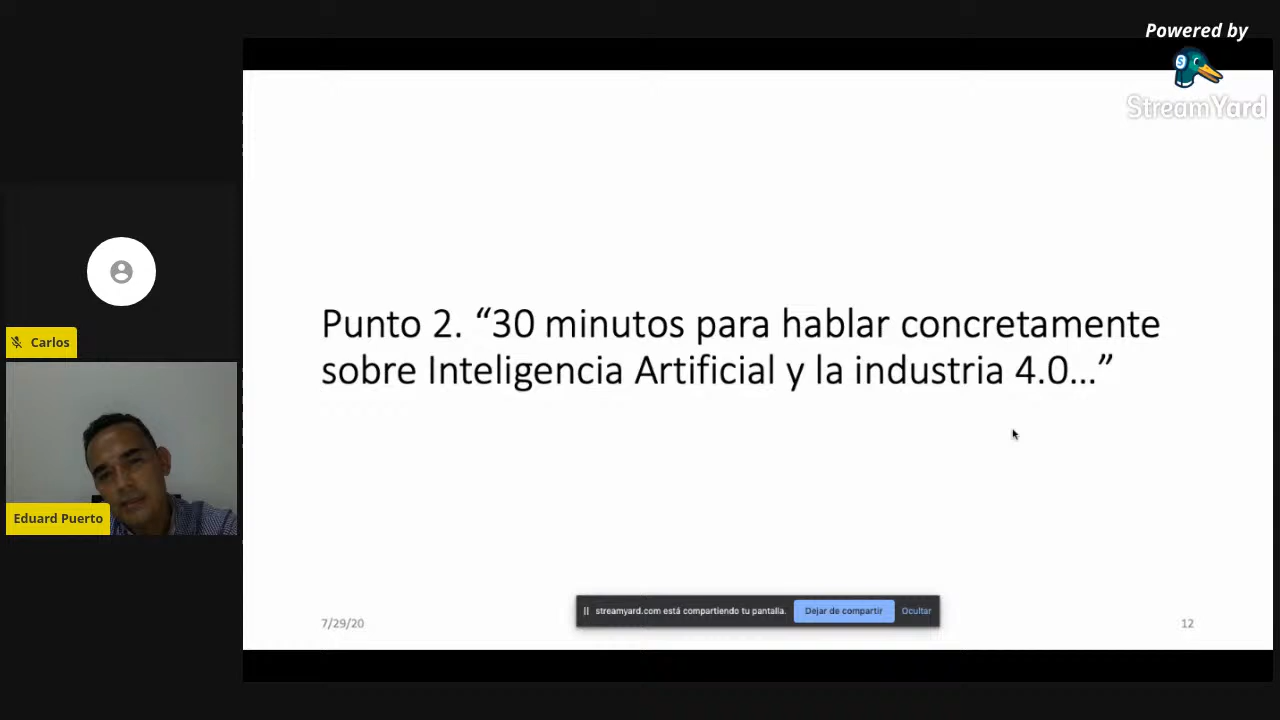 Powered by
StreamYard
Carlos
Eduard Puerto
Punto 2. “30 minutos para hablar concretamente
sobre Inteligencia Artificial y la industria 4.0...”
streamyard.com está compartiendo tu pantalla. Dejar de compartir Ocultar
7/29/20
12